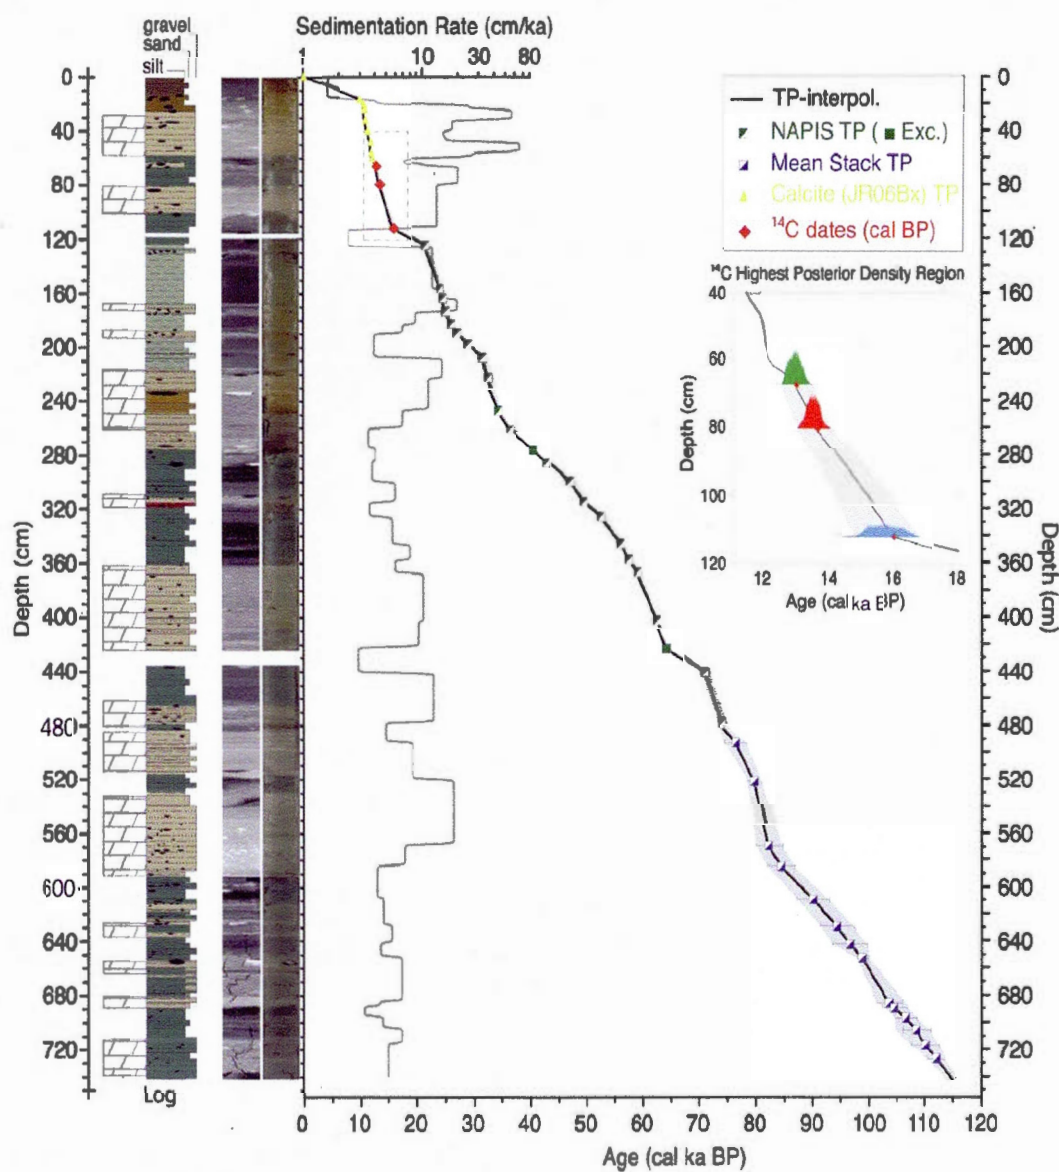 gravel
sand
silt
Sedimentation Rate (cm/ka)
1 10 30 80
0
40
80
120
160
200
240
280
320
360
400
440
480
520
560
600
640
680
720
Depth (cm)
Log
TP-interpol.
NAPIS TP ( ■ Exc.)
Mean Stack TP
Calcite (JR06Bx) TP
¹⁴C dates (cal BP)
¹⁴C Highest Posterior Density Region
40
60
80
100
120
Depth (cm)
12 14 16 18
Age (cal ka BP)
0
40
80
120
160
200
240
280
320
360
400
440
480
520
560
600
640
680
720
Depth (cm)
0 10 20 30 40 50 60 70 80 90 100 110 120
Age (cal ka BP)